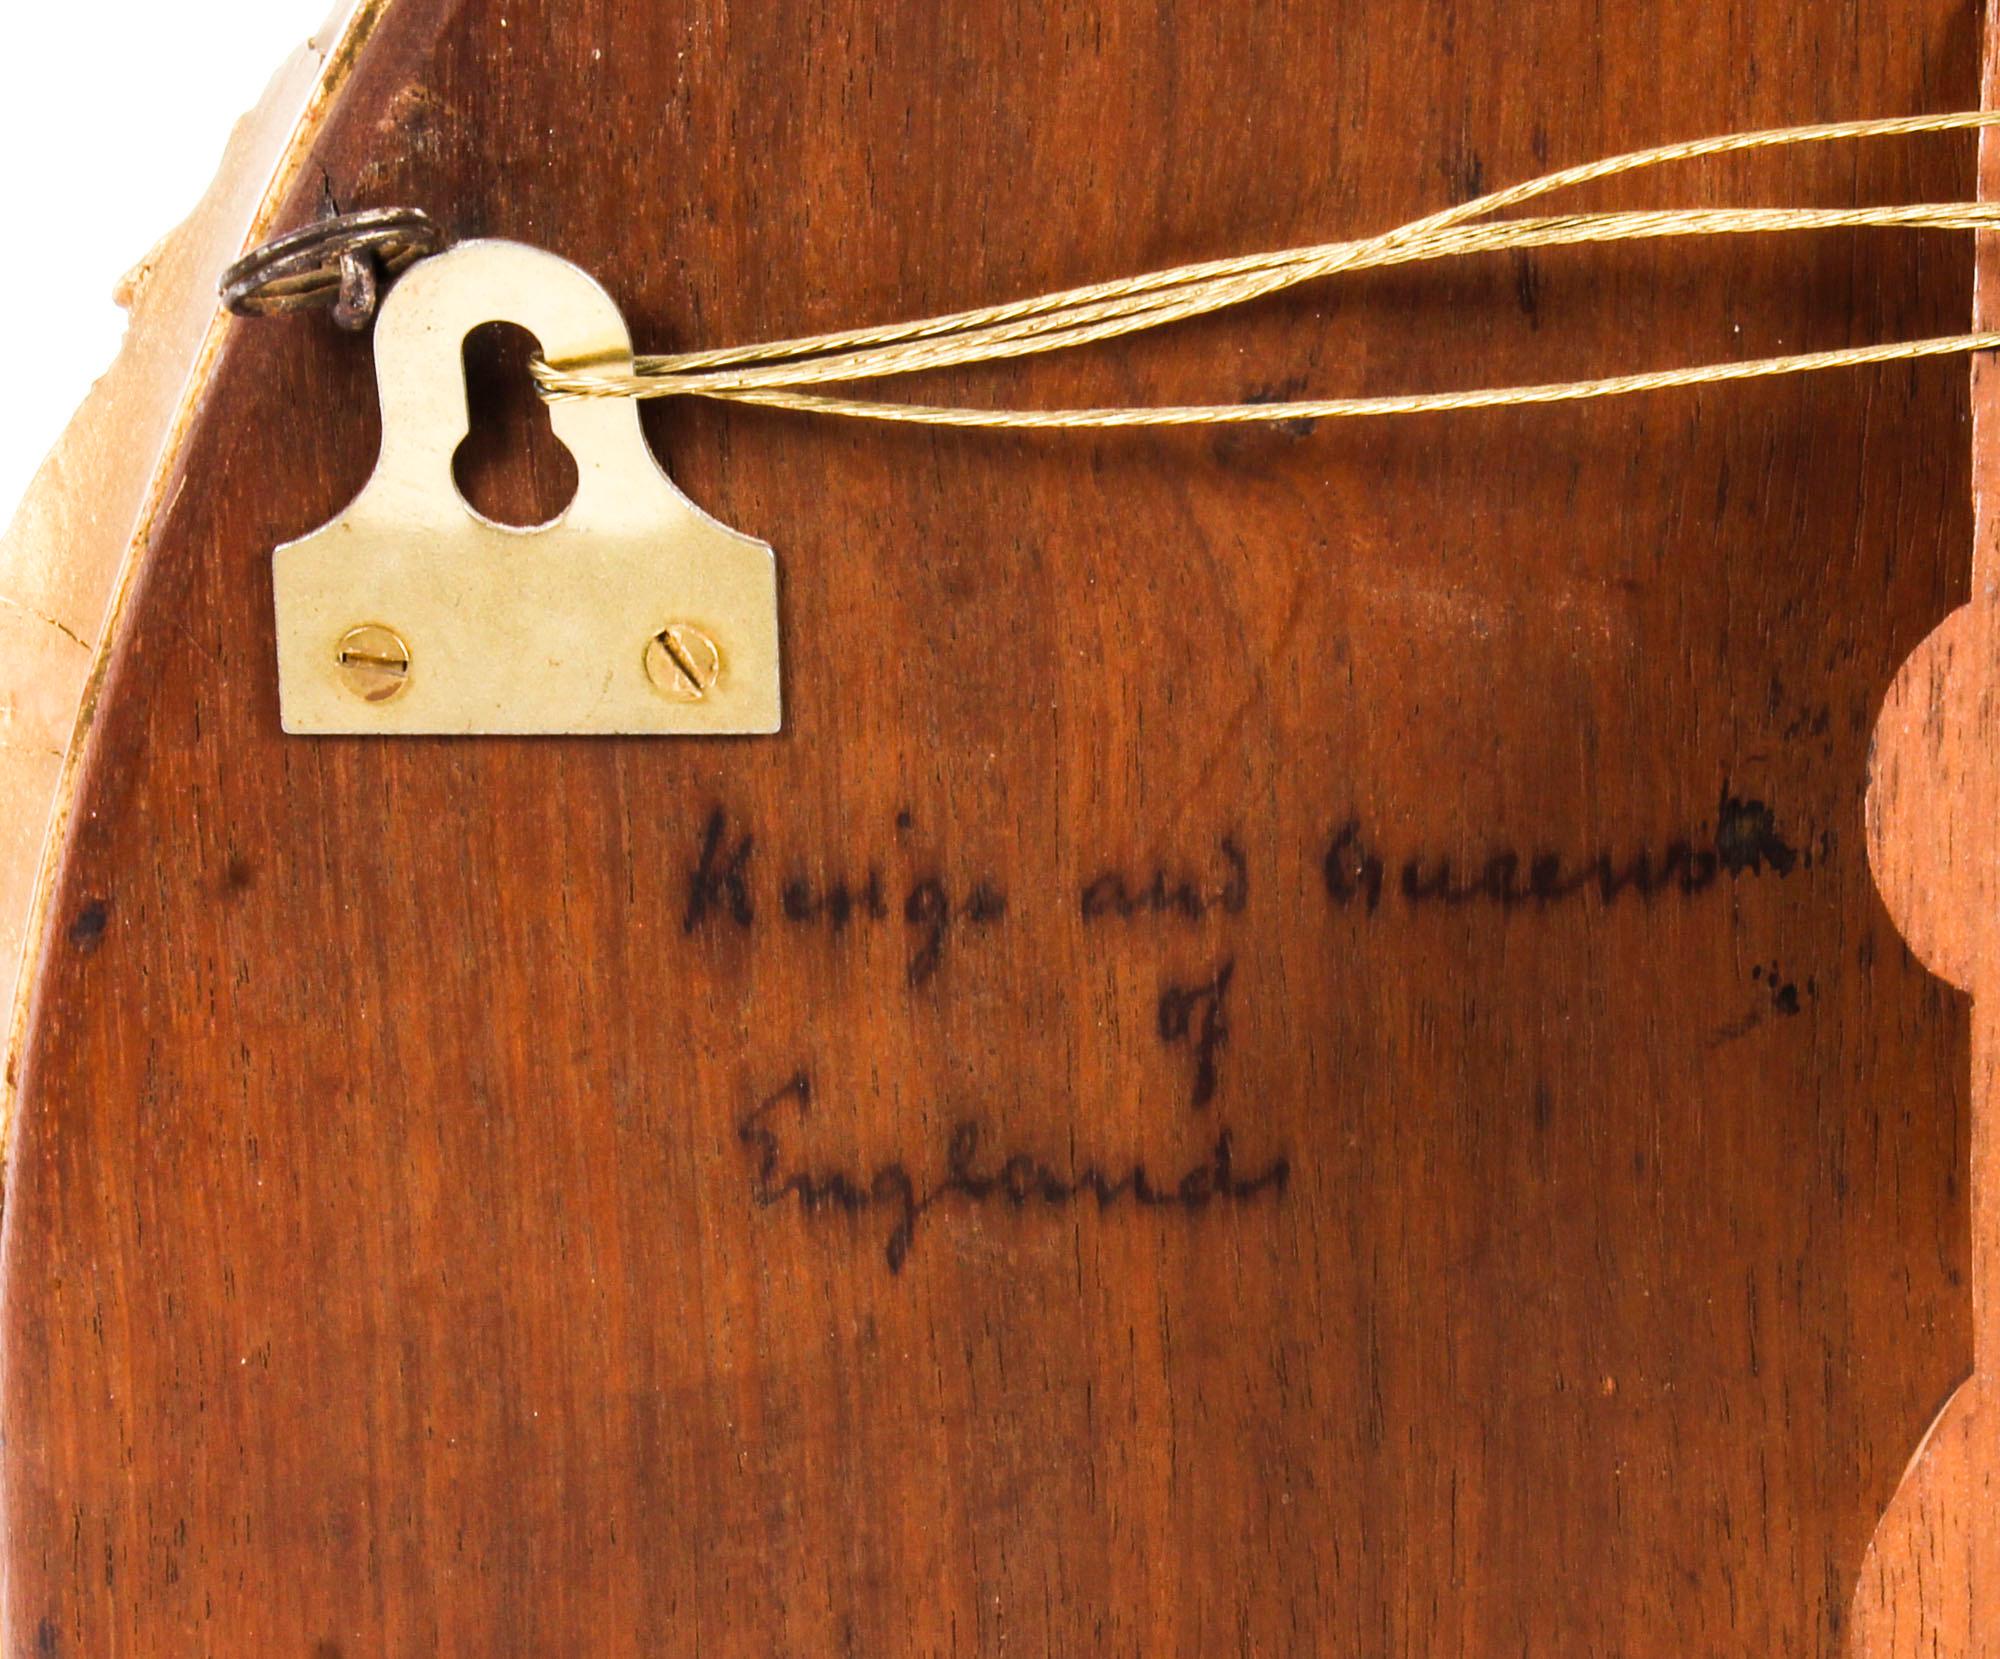 Kings and Queens
of
England